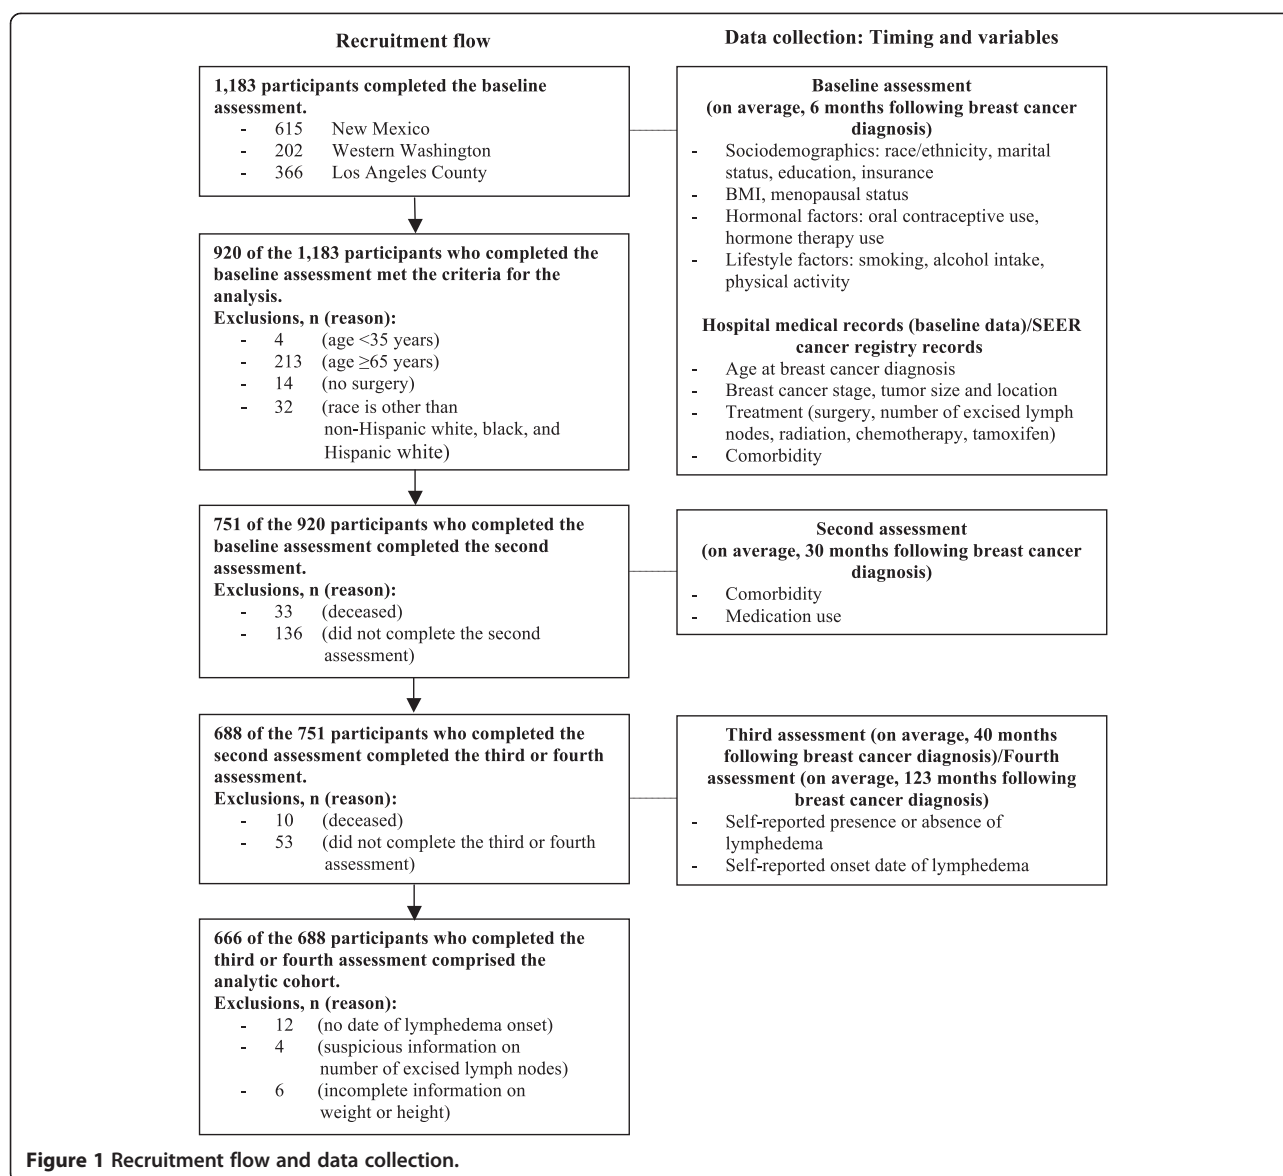 Recruitment flow
1,183 participants completed the baseline
assessment.
- 615 New Mexico
- 202 Western Washington
- 366 Los Angeles County
920 of the 1,183 participants who completed the
baseline assessment met the criteria for the
analysis.
Exclusions, n (reason):
- 4 (age <35 years)
- 213 (age ≥65 years)
- 14 (no surgery)
- 32 (race is other than
non-Hispanic white, black, and
Hispanic white)
751 of the 920 participants who completed the
baseline assessment completed the second
assessment.
Exclusions, n (reason):
- 33 (deceased)
- 136 (did not complete the second
assessment)
688 of the 751 participants who completed the
second assessment completed the third or fourth
assessment.
Exclusions, n (reason):
- 10 (deceased)
- 53 (did not complete the third or fourth
assessment)
666 of the 688 participants who completed the
third or fourth assessment comprised the
analytic cohort.
Exclusions, n (reason):
- 12 (no date of lymphedema onset)
- 4 (suspicious information on
number of excised lymph nodes)
- 6 (incomplete information on
weight or height)
Data collection: Timing and variables
Baseline assessment
(on average, 6 months following breast cancer
diagnosis)
- Sociodemographics: race/ethnicity, marital
status, education, insurance
- BMI, menopausal status
- Hormonal factors: oral contraceptive use,
hormone therapy use
- Lifestyle factors: smoking, alcohol intake,
physical activity
Hospital medical records (baseline data)/SEER
cancer registry records
- Age at breast cancer diagnosis
- Breast cancer stage, tumor size and location
- Treatment (surgery, number of excised lymph
nodes, radiation, chemotherapy, tamoxifen)
- Comorbidity
Second assessment
(on average, 30 months following breast cancer
diagnosis)
- Comorbidity
- Medication use
Third assessment (on average, 40 months
following breast cancer diagnosis)/Fourth
assessment (on average, 123 months following
breast cancer diagnosis)
- Self-reported presence or absence of
lymphedema
- Self-reported onset date of lymphedema
Figure 1 Recruitment flow and data collection.